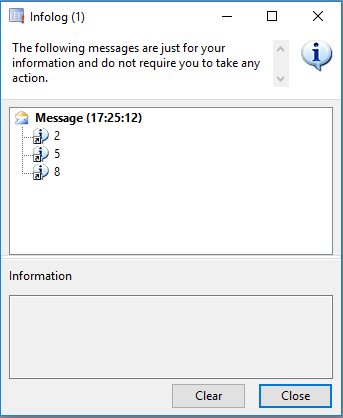 Infolog (1)
The following messages are just for your
information and do not require you to take any
action.
Message (17:25:12)
2
5
8
Information
Clear
Close